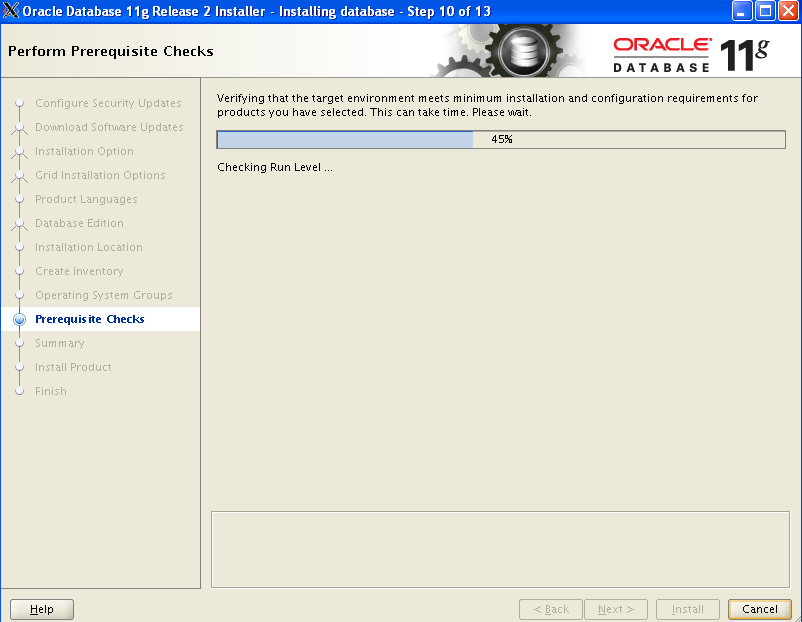 Oracle Database 11g Release 2 Installer - Installing database - Step 10 of 13
Perform Prerequisite Checks
ORACLE®
DATABASE
11g
Configure Security Updates
Download Software Updates
Installation Option
Grid Installation Options
Product Languages
Database Edition
Installation Location
Create Inventory
Operating System Groups
Prerequisite Checks
Summary
Install Product
Finish
Verifying that the target environment meets minimum installation and configuration requirements for
products you have selected. This can take time. Please wait.
45%
Checking Run Level ...
Help
< Back
Next >
Install
Cancel